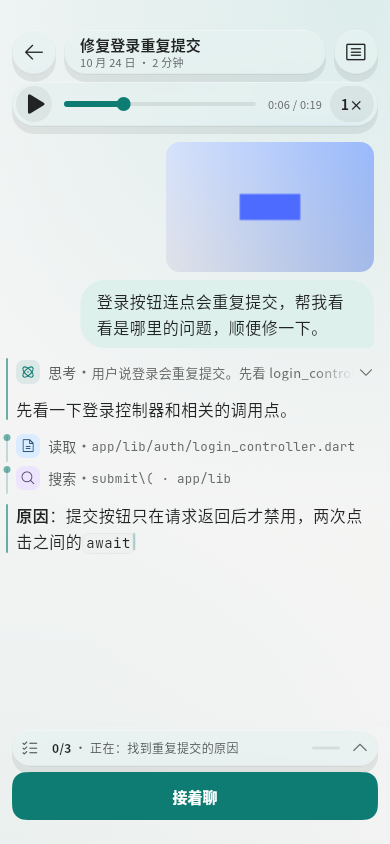 修复登录重复提交
10 月 24 日 · 2 分钟
0:06 / 0:19
1×
登录按钮连点会重复提交，帮我看
看是哪里的问题，顺便修一下。
思考 · 用户说登录会重复提交。先看 login_contro
先看一下登录控制器和相关的调用点。
读取 · app/lib/auth/login_controller.dart
搜索 · submit\( · app/lib
原因：提交按钮只在请求返回后才禁用，两次点
击之间的 await
0/3 · 正在：找到重复提交的原因
接着聊